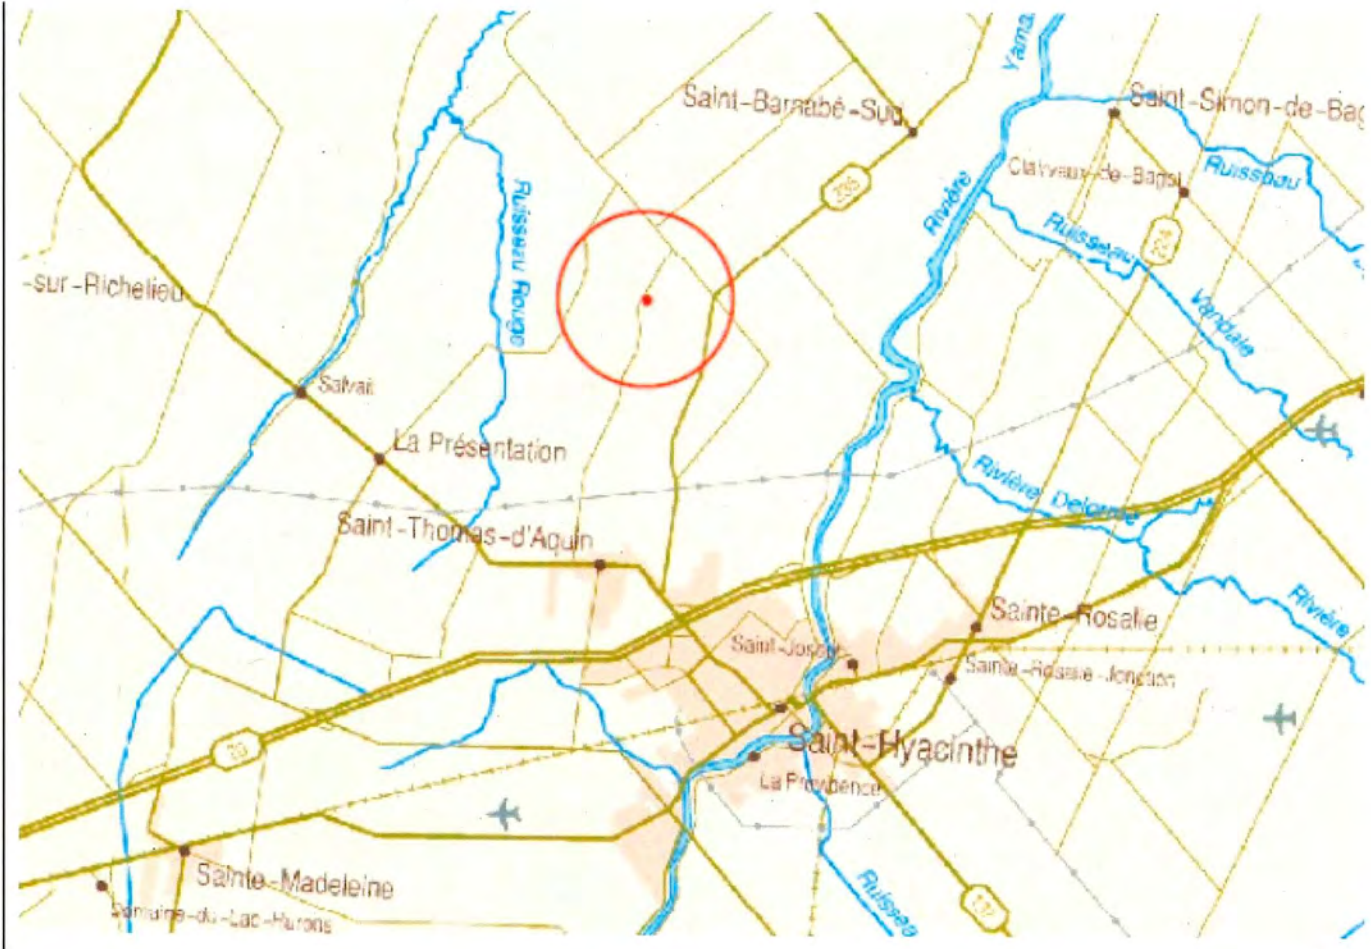 Yama
Saint-Barnabé-Sud
Saint-Simon-de-Bag
Clairvaux-de-Bagot
Ruisseau
235
Rivière
Ruisseau Rouge
Ruisseau
224
Vandale
-sur-Richelieu
Salvail
La Présentation
Rivière Delorme
Saint-Thomas-d'Aquin
Rivière
Sainte-Rosalie
Saint-Joseph
Sainte-Rosalie-Jonction
20
Saint-Hyacinthe
La Providence
Sainte-Madeleine
Ruissea
137
Domaine-du-Lac-Hurons